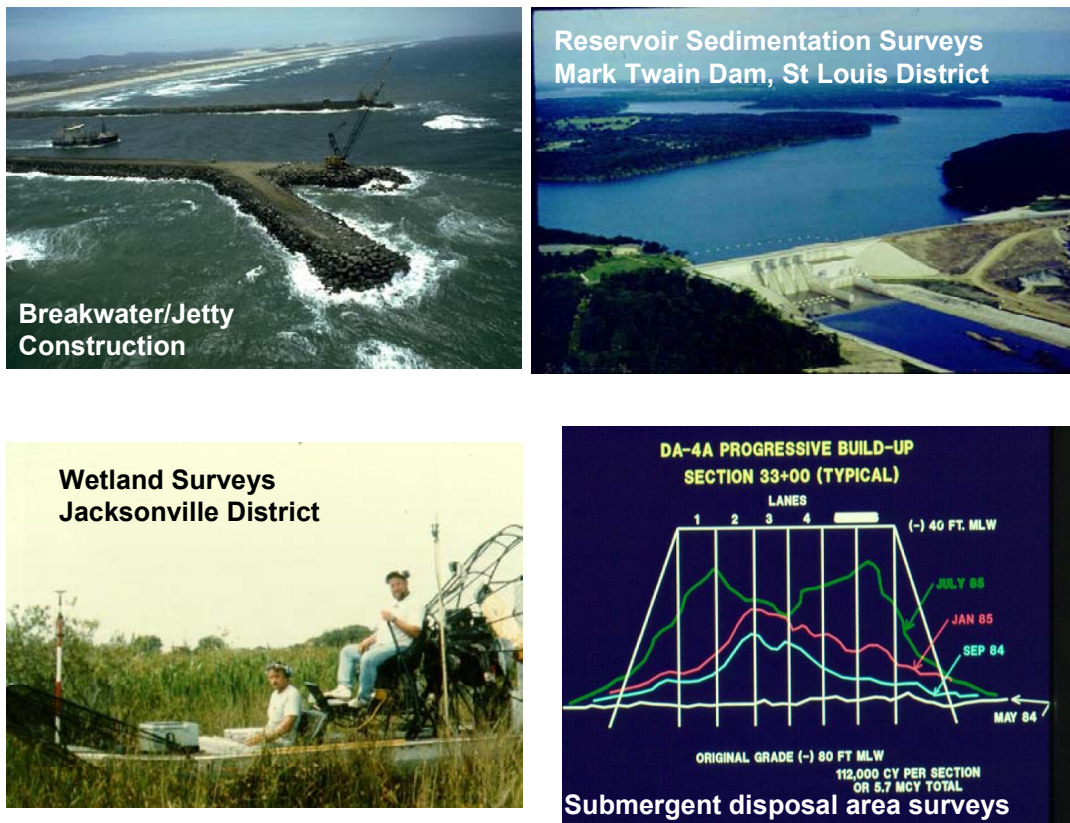 Reservoir Sedimentation Surveys
Mark Twain Dam, St Louis District
Breakwater/Jetty
Construction
Wetland Surveys
Jacksonville District
DA-4A PROGRESSIVE BUILD-UP
SECTION 33+00 (TYPICAL)
LANES
1 2 3 4
(-) 40 FT. MLW
JULY 85
JAN 85
SEP 84
MAY 84
ORIGINAL GRADE (-) 80 FT MLW
112,000 CY PER SECTION
OR 5.7 MCY TOTAL
Submergent disposal area surveys